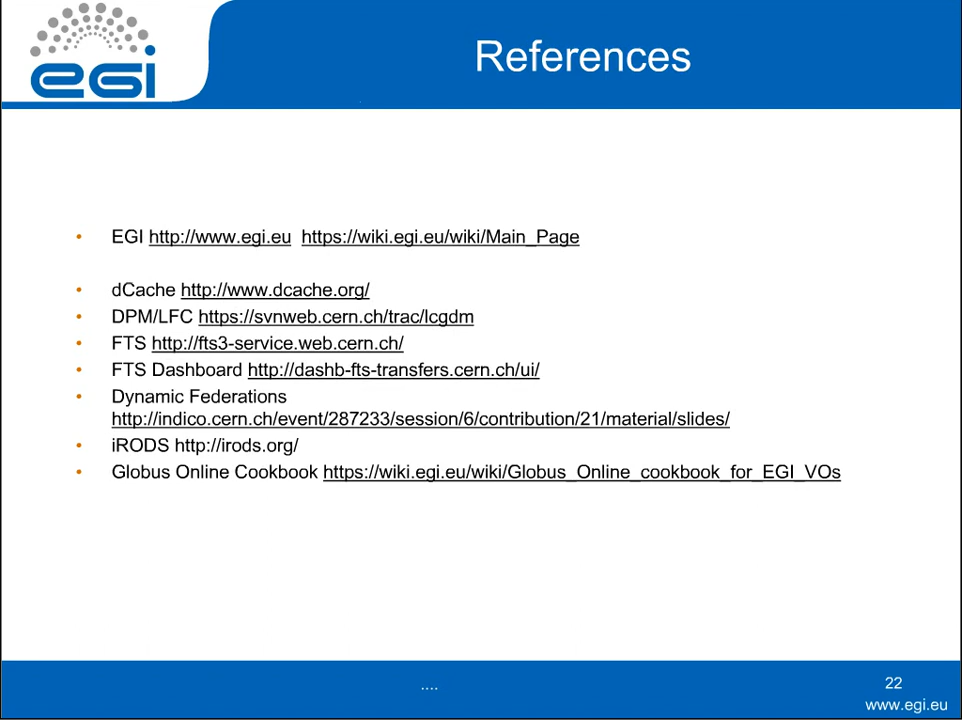 egi
References
• EGI http://www.egi.eu https://wiki.egi.eu/wiki/Main_Page
• dCache http://www.dcache.org/
• DPM/LFC https://svnweb.cern.ch/trac/lcgdm
• FTS http://fts3-service.web.cern.ch/
• FTS Dashboard http://dashb-fts-transfers.cern.ch/ui/
• Dynamic Federations
http://indico.cern.ch/event/287233/session/6/contribution/21/material/slides/
• iRODS http://irods.org/
• Globus Online Cookbook https://wiki.egi.eu/wiki/Globus_Online_cookbook_for_EGI_VOs
....
22
www.egi.eu